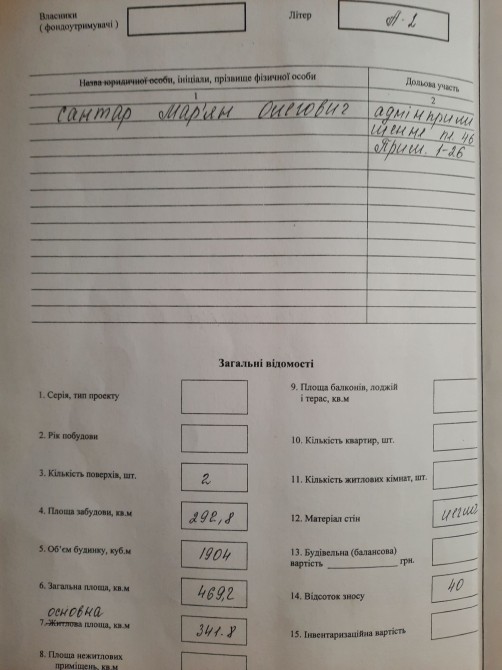 Власники
( фондоутримувачі )
Літер
А-2
Назва юридичної особи, ініціали, прізвище фізичної особи
Дольова участь
1
2
Сантар Мар'ян Онегович
адмінприм
щення пл. 46
Прим. 1-26
Загальні відомості
1. Серія, тип проекту
2. Рік побудови
3. Кількість поверхів, шт.
2
4. Площа забудови, кв.м
292,8
5. Об'єм будинку, куб.м
1904
6. Загальна площа, кв.м
469,2
основна
7. Житлова площа, кв.м
341.8
8. Площа нежитлових
приміщень, кв.м
9. Площа балконів, лоджій
і терас, кв.м
10. Кількість квартир, шт.
11. Кількість житлових кімнат, шт.
12. Матеріал стін
13. Будівельна (балансова)
вартість ____________ грн.
14. Відсоток зносу
40
15. Інвентаризаційна вартість